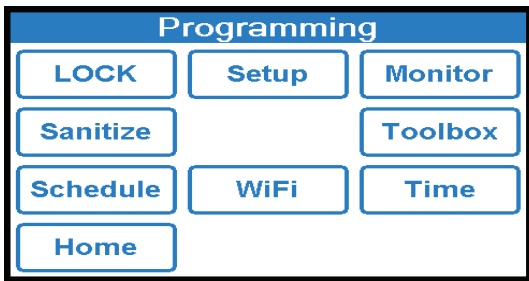 Programming
LOCK Setup Monitor
Sanitize Toolbox
Schedule WiFi Time
Home